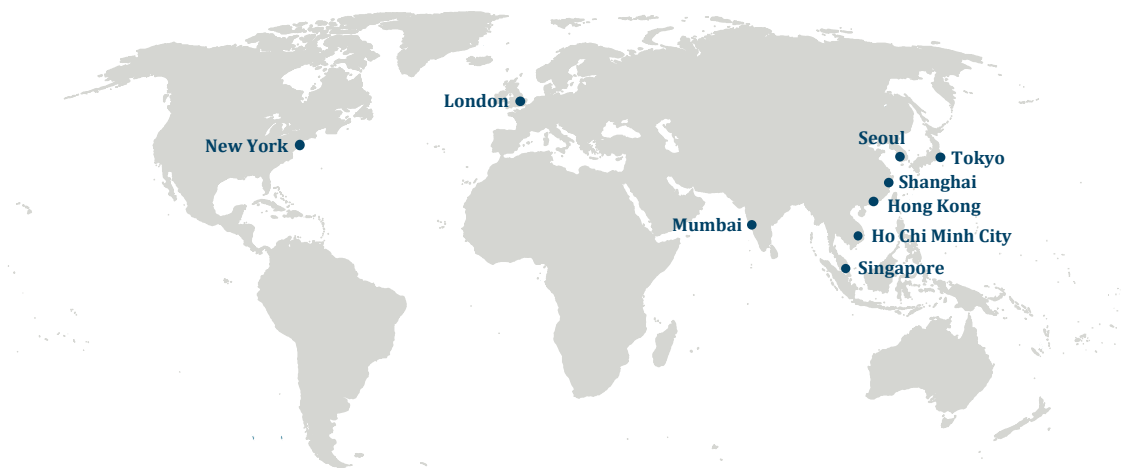 London
New York
Seoul
Tokyo
Shanghai
Hong Kong
Mumbai
Ho Chi Minh City
Singapore